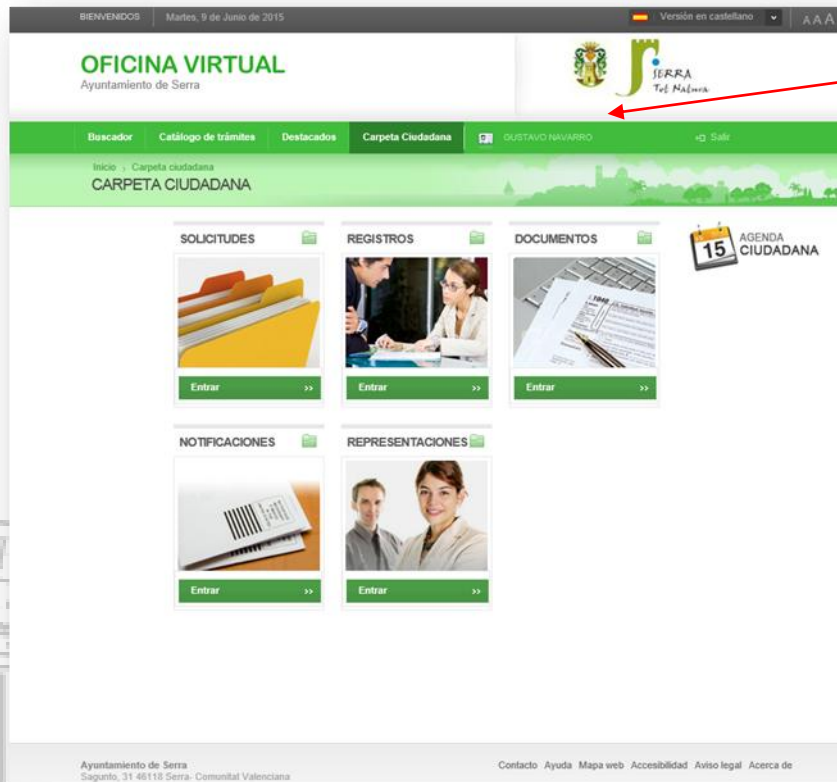 BIENVENIDOS Martes, 9 de Junio de 2015 Versión en castellano A A A
OFICINA VIRTUAL
Ayuntamiento de Serra
SERRA
Tot Natura
Buscador Catálogo de trámites Destacados Carpeta Ciudadana GUSTAVO NAVARRO Salir
Inicio > Carpeta ciudadana
CARPETA CIUDADANA
SOLICITUDES REGISTROS DOCUMENTOS
15 AGENDA
CIUDADANA
1040
Entrar >> Entrar >> Entrar >>
NOTIFICACIONES REPRESENTACIONES
Entrar >> Entrar >>
Ayuntamiento de Serra
Sagunto, 31 46118 Serra- Comunitat Valenciana
Contacto Ayuda Mapa web Accesibilidad Aviso legal Acerca de